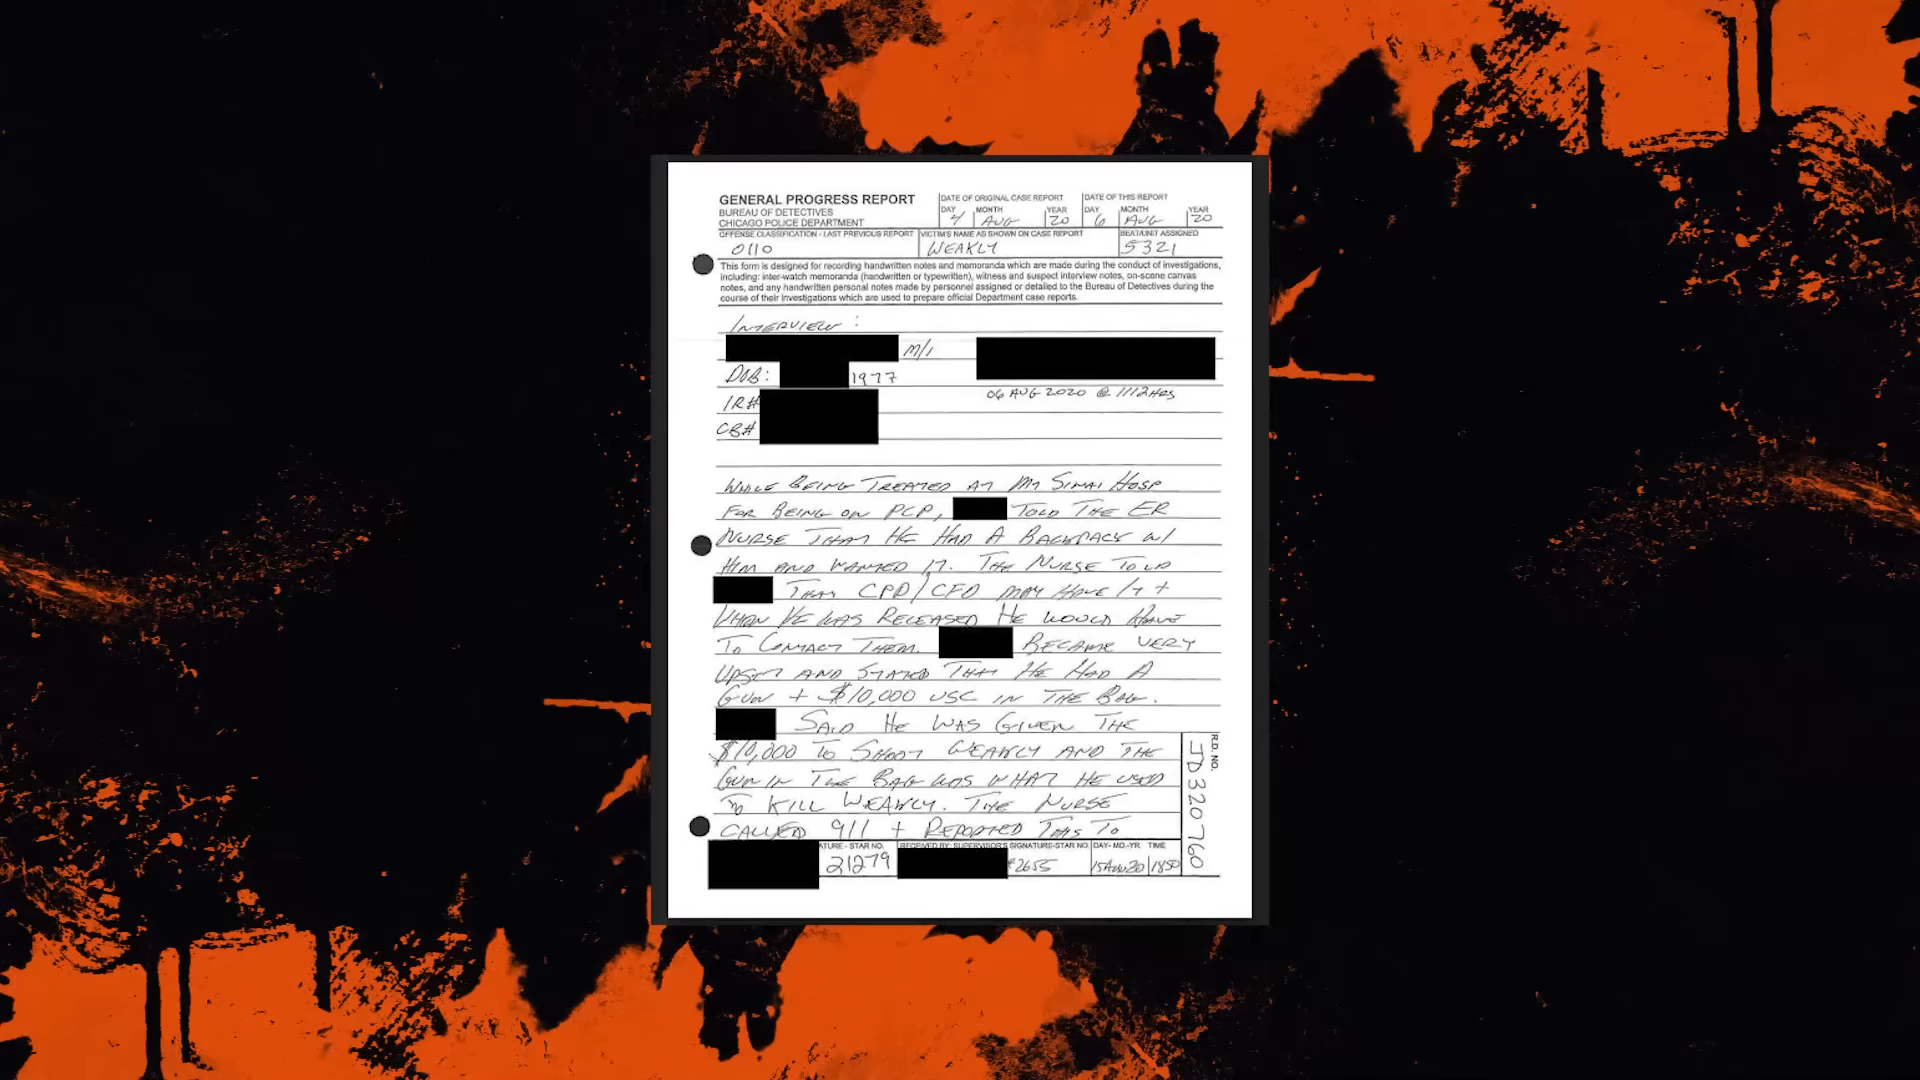 GENERAL PROGRESS REPORT
BUREAU OF DETECTIVES
CHICAGO POLICE DEPARTMENT
DATE OF ORIGINAL CASE REPORT
DAY MONTH YEAR
4 AUG 20
DATE OF THIS REPORT
DAY MONTH YEAR
6 AUG 20
OFFENSE CLASSIFICATION - LAST PREVIOUS REPORT
0110
VICTIM'S NAME AS SHOWN ON CASE REPORT
WEAKLY
BEAT/UNIT ASSIGNED
5321
This form is designed for recording handwritten notes and memoranda which are made during the conduct of investigations,
including: inter-watch memoranda (handwritten or typewritten), witness and suspect interview notes, on-scene canvas
notes, and any handwritten personal notes made by personnel assigned or detailed to the Bureau of Detectives during the
course of their investigations which are used to prepare official Department case reports.
INTERVIEW:
M/1
DOB: 1977
06 AUG 2020 @ 1112HRS
IR#
CB#
WHILE BEING TREATED AT MT SINAI HOSP
FOR BEING ON PCP, TOLD THE ER
NURSE THAT HE HAD A BACKPACK W/
HIM AND WANTED IT. THE NURSE TOLD
THAT CPD/CFD MAY HAVE IT +
WHEN HE WAS RELEASED HE WOULD HAVE
TO CONTACT THEM. BECAME VERY
UPSET AND STATED THAT HE HAD A
GUN + $10,000 USC IN THE BAG.
SAID HE WAS GIVEN THE
$10,000 TO SHOOT WEAKLY AND THE
GUN IN THE BAG WAS WHAT HE USED
TO KILL WEAKLY. THE NURSE
CALLED 911 + REPORTED THIS TO
R.D. NO.
JD320760
ATURE - STAR NO.
21279
RECEIVED BY: SUPERVISOR'S SIGNATURE-STAR NO.
#2655
DAY- MO.-YR. TIME
15AUG20 1850